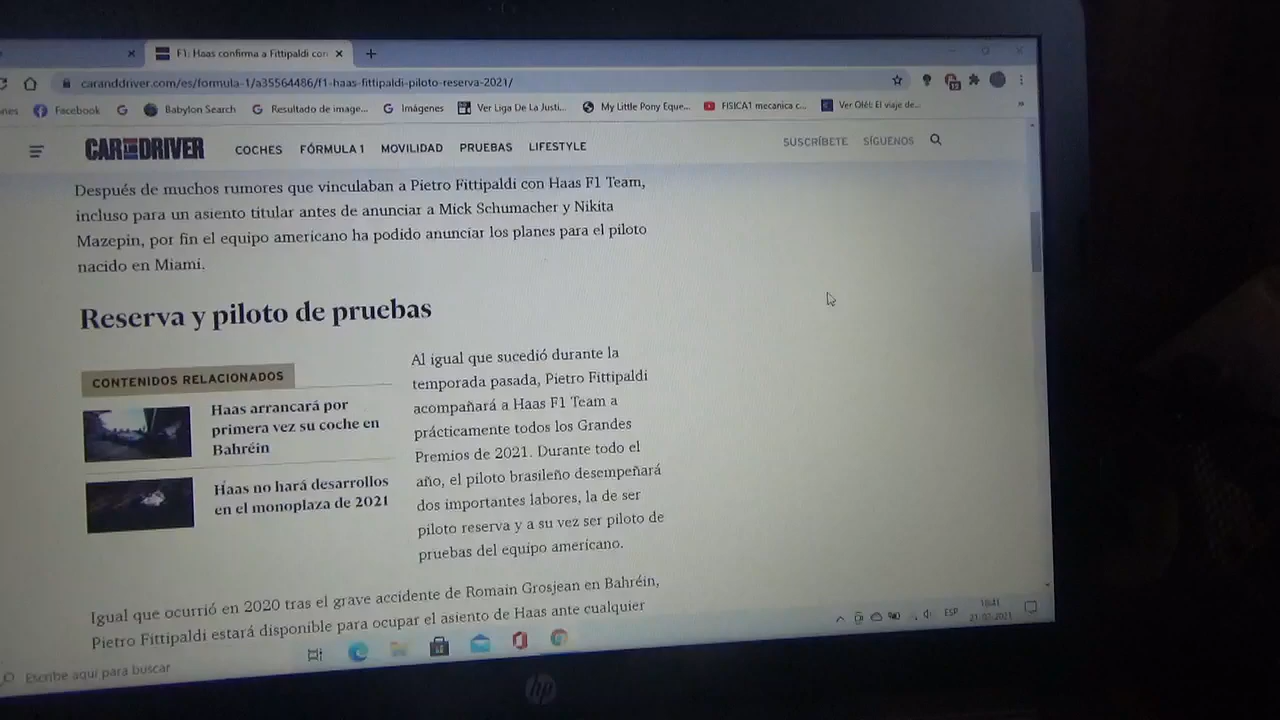 F1: Haas confirma a Fittipaldi con
caranddriver.com/es/formula-1/a35564486/f1-haas-fittipaldi-piloto-reserva-2021/
Facebook
Babylon Search
Resultado de image...
Imágenes
Ver Liga De La Justi...
My Little Pony Eque...
FISICA1 mecanica c...
Ver Olé!: El viaje de...
CAR AND DRIVER
COCHES FÓRMULA 1 MOVILIDAD PRUEBAS LIFESTYLE
SUSCRÍBETE SÍGUENOS
Después de muchos rumores que vinculaban a Pietro Fittipaldi con Haas F1 Team,
incluso para un asiento titular antes de anunciar a Mick Schumacher y Nikita
Mazepin, por fin el equipo americano ha podido anunciar los planes para el piloto
nacido en Miami.
Reserva y piloto de pruebas
CONTENIDOS RELACIONADOS
Haas arrancará por
primera vez su coche en
Bahréin
Haas no hará desarrollos
en el monoplaza de 2021
Al igual que sucedió durante la
temporada pasada, Pietro Fittipaldi
acompañará a Haas F1 Team a
prácticamente todos los Grandes
Premios de 2021. Durante todo el
año, el piloto brasileño desempeñará
dos importantes labores, la de ser
piloto reserva y a su vez ser piloto de
pruebas del equipo americano.
Igual que ocurrió en 2020 tras el grave accidente de Romain Grosjean en Bahréin,
Pietro Fittipaldi estará disponible para ocupar el asiento de Haas ante cualquier
Escribe aquí para buscar
ESP
hp